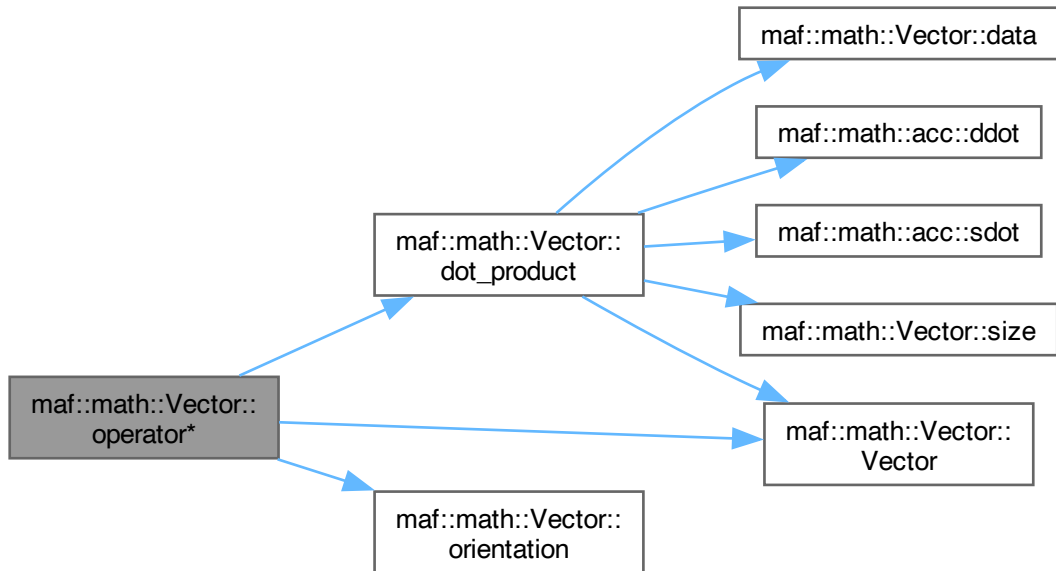 maf::math::Vector::data
maf::math::acc::ddot
maf::math::Vector::
dot_product
maf::math::acc::sdot
maf::math::Vector::size
maf::math::Vector::
operator*
maf::math::Vector::
Vector
maf::math::Vector::
orientation